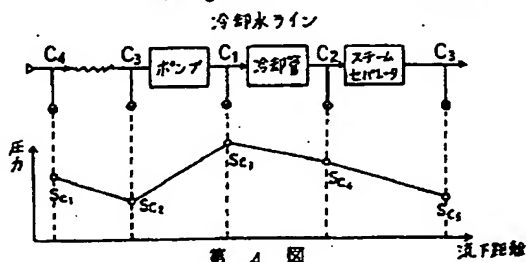 冷却水ライン
C4 C3 ポンプ C1 冷却管 C2 スチームセパレータ C3
圧力
Sc1 Sc2 Sc3 Sc4 Sc5
流下距離
第 4 図